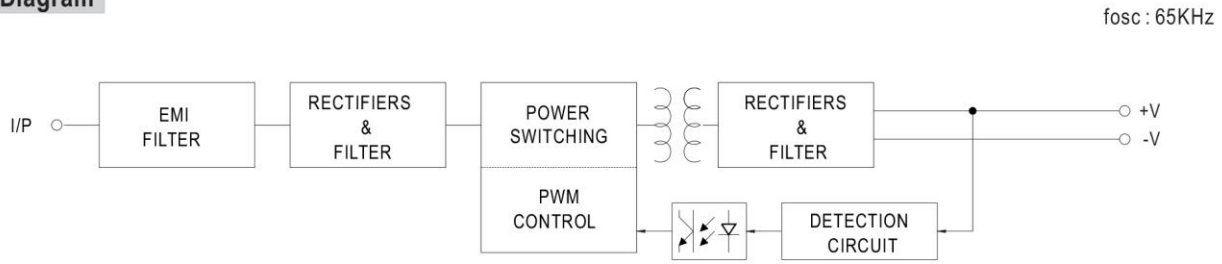 Diagram
fosc : 65KHz
I/P
EMI
FILTER
RECTIFIERS
&
FILTER
POWER
SWITCHING
PWM
CONTROL
RECTIFIERS
&
FILTER
+V
-V
DETECTION
CIRCUIT